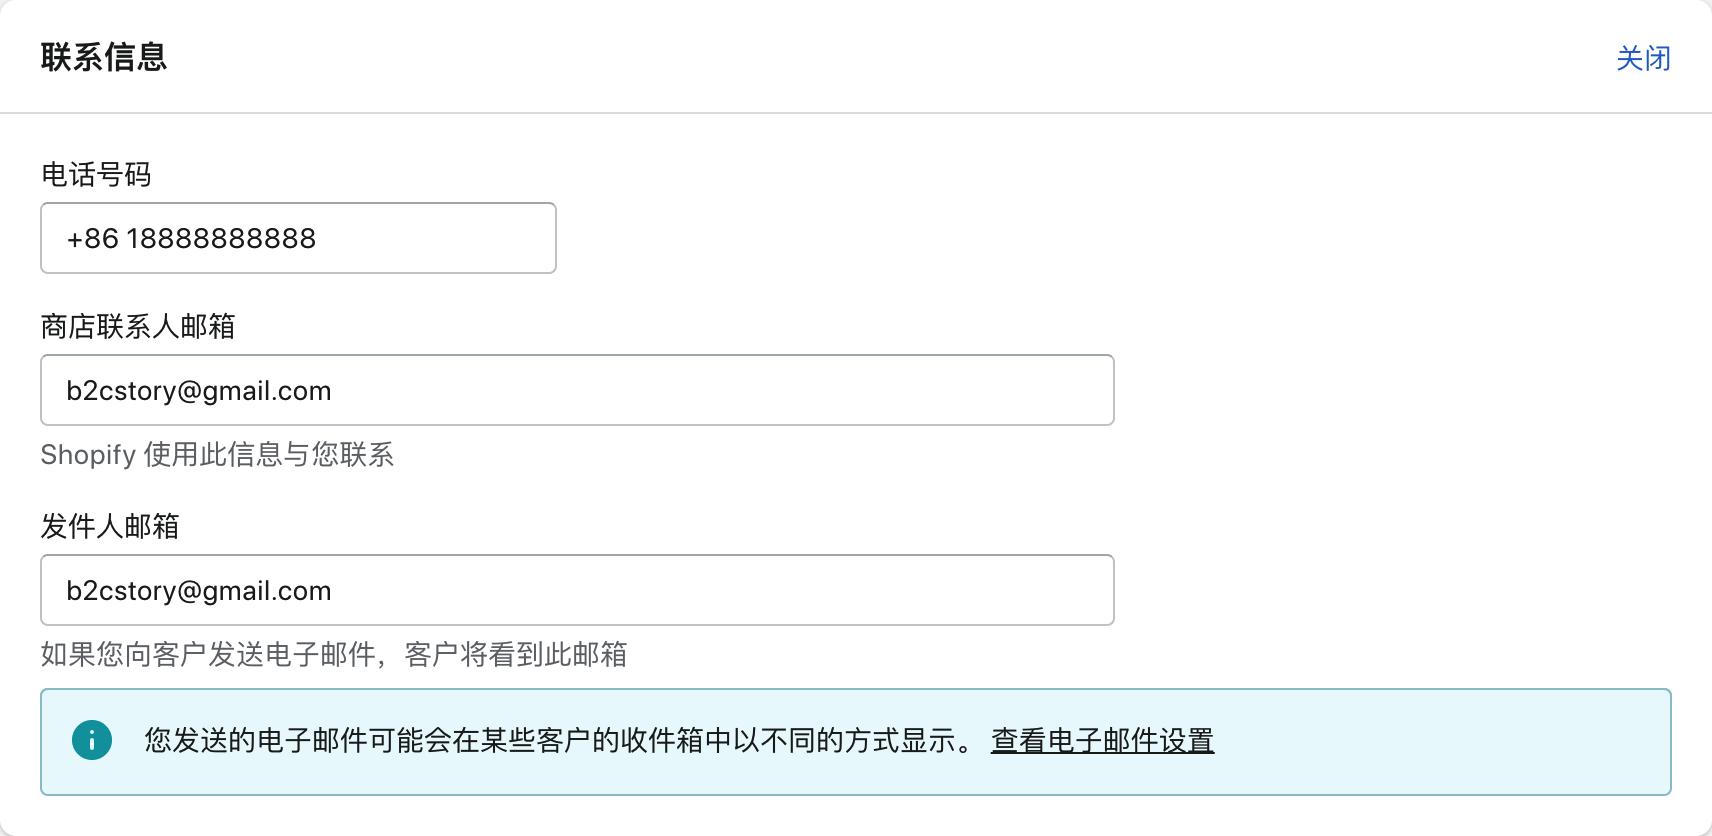 联系信息
关闭
电话号码
+86 18888888888
商店联系人邮箱
b2cstory@gmail.com
Shopify 使用此信息与您联系
发件人邮箱
b2cstory@gmail.com
如果您向客户发送电子邮件，客户将看到此邮箱
您发送的电子邮件可能会在某些客户的收件箱中以不同的方式显示。 查看电子邮件设置